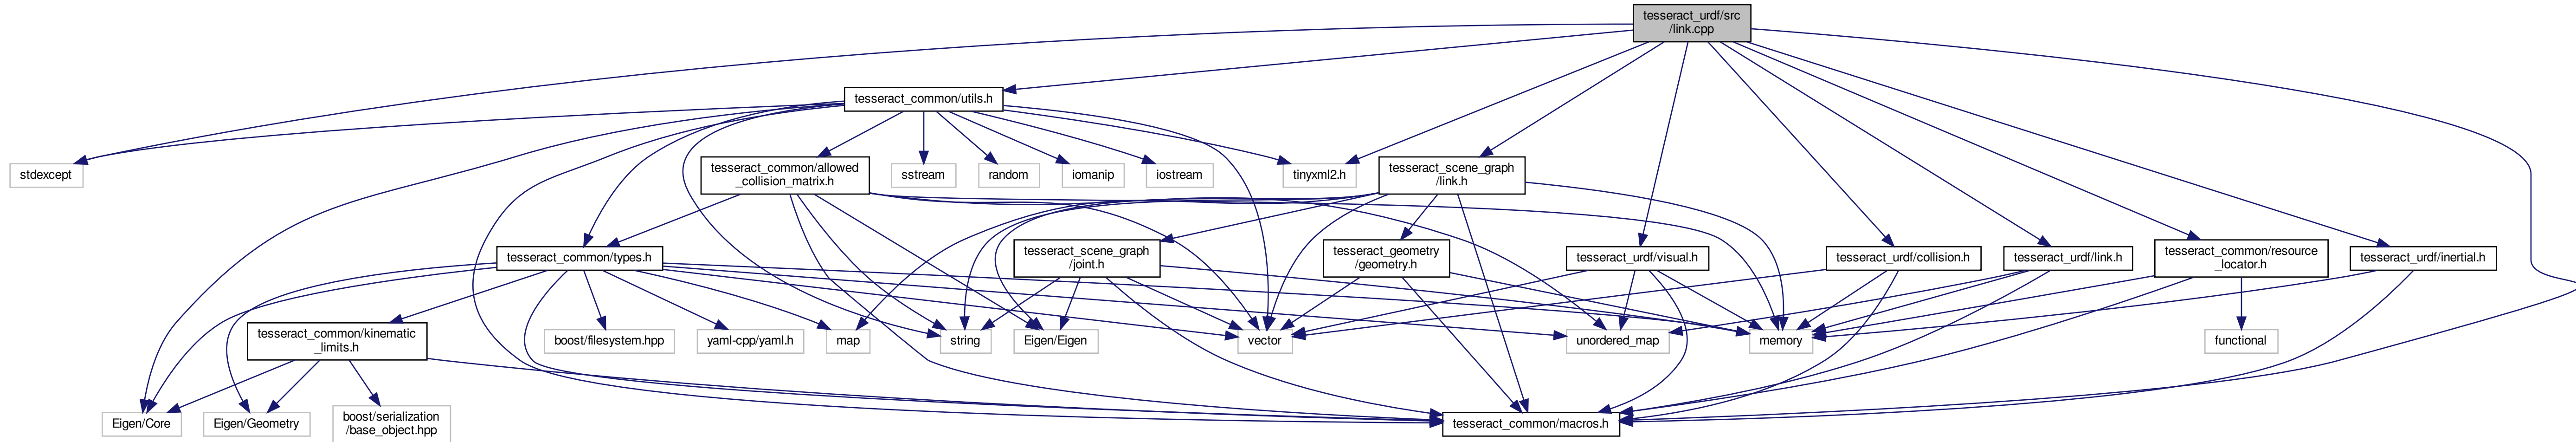 tesseract_urdf/src
/link.cpp
tesseract_common/utils.h
stdexcept
tesseract_common/allowed
_collision_matrix.h
sstream
random
iomanip
iostream
tinyxml2.h
tesseract_scene_graph
/link.h
tesseract_common/types.h
tesseract_scene_graph
/joint.h
tesseract_geometry
/geometry.h
tesseract_urdf/visual.h
tesseract_urdf/collision.h
tesseract_urdf/link.h
tesseract_common/resource
_locator.h
tesseract_urdf/inertial.h
tesseract_common/kinematic
_limits.h
boost/filesystem.hpp
yaml-cpp/yaml.h
map
string
Eigen/Eigen
vector
unordered_map
memory
functional
Eigen/Core
Eigen/Geometry
boost/serialization
/base_object.hpp
tesseract_common/macros.h